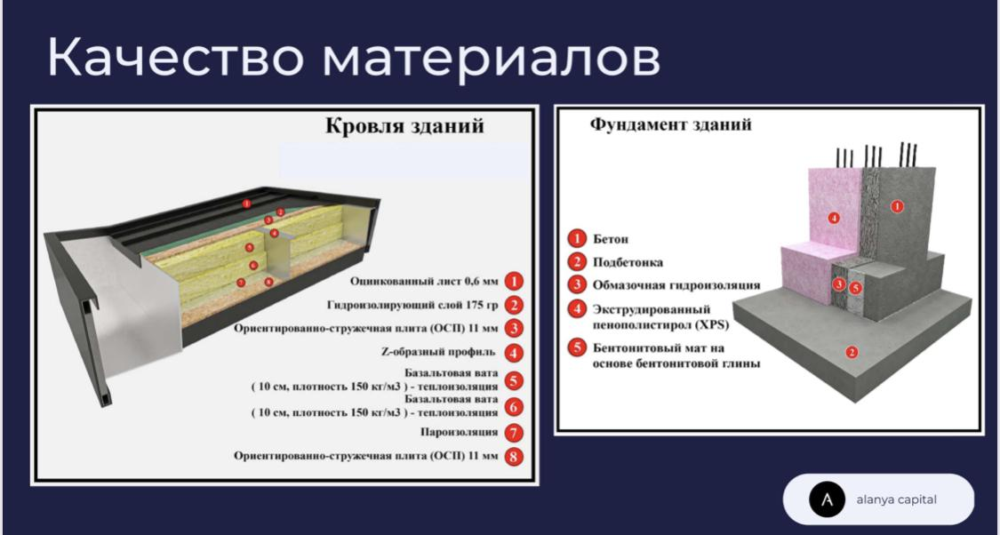 Качество материалов
Кровля зданий
1
2
3
4
5
6
7
8
Оцинкованный лист 0,6 мм 1
Гидроизолирующий слой 175 гр 2
Ориентированно-стружечная плита (ОСП) 11 мм 3
Z-образный профиль 4
Базальтовая вата
( 10 см, плотность 150 кг/м3 ) - теплоизоляция 5
Базальтовая вата
( 10 см, плотность 150 кг/м3 ) - теплоизоляция 6
Пароизоляция 7
Ориентированно-стружечная плита (ОСП) 11 мм 8
Фундамент зданий
1 Бетон
2 Подбетонка
3 Обмазочная гидроизоляция
4 Экструдированный
пенополистирол (XPS)
5 Бентонитовый мат на
основе бентонитовой глины
4
1
3
5
2
A alanya capital